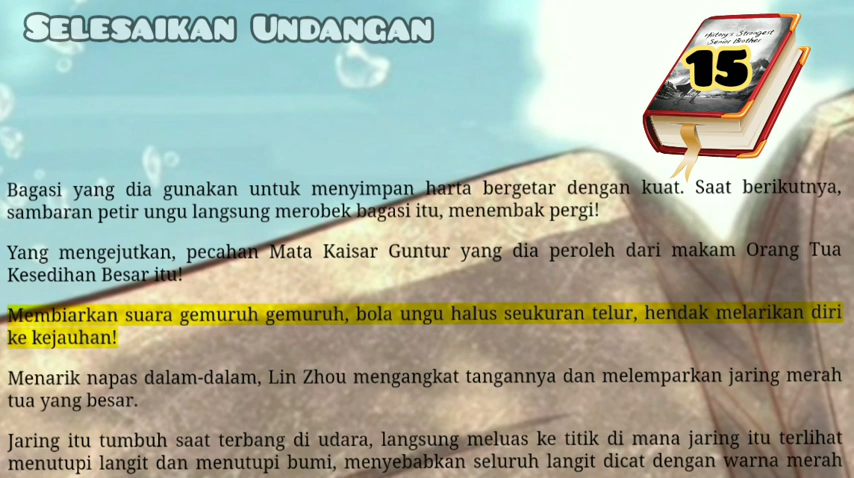 Selesaikan Undangan
History's Strangest
Senior Brother
15
Bagasi yang dia gunakan untuk menyimpan harta bergetar dengan kuat. Saat berikutnya,
sambaran petir ungu langsung merobek bagasi itu, menembak pergi!
Yang mengejutkan, pecahan Mata Kaisar Guntur yang dia peroleh dari makam Orang Tua
Kesedihan Besar itu!
Membiarkan suara gemuruh gemuruh, bola ungu halus seukuran telur, hendak melarikan diri
ke kejauhan!
Menarik napas dalam-dalam, Lin Zhou mengangkat tangannya dan melemparkan jaring merah
tua yang besar.
Jaring itu tumbuh saat terbang di udara, langsung meluas ke titik di mana jaring itu terlihat
menutupi langit dan menutupi bumi, menyebabkan seluruh langit dicat dengan warna merah